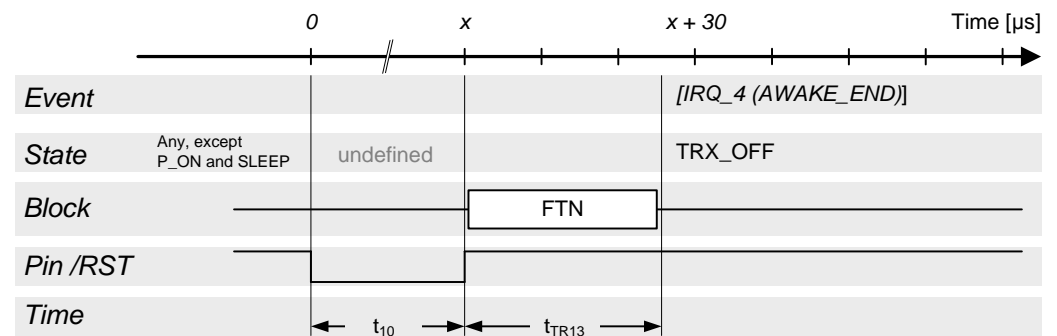 0 x x + 30 Time [µs]
Event [IRQ_4 (AWAKE_END)]
State Any, except P_ON and SLEEP undefined TRX_OFF
Block FTN
Pin /RST
Time t10 tTR13